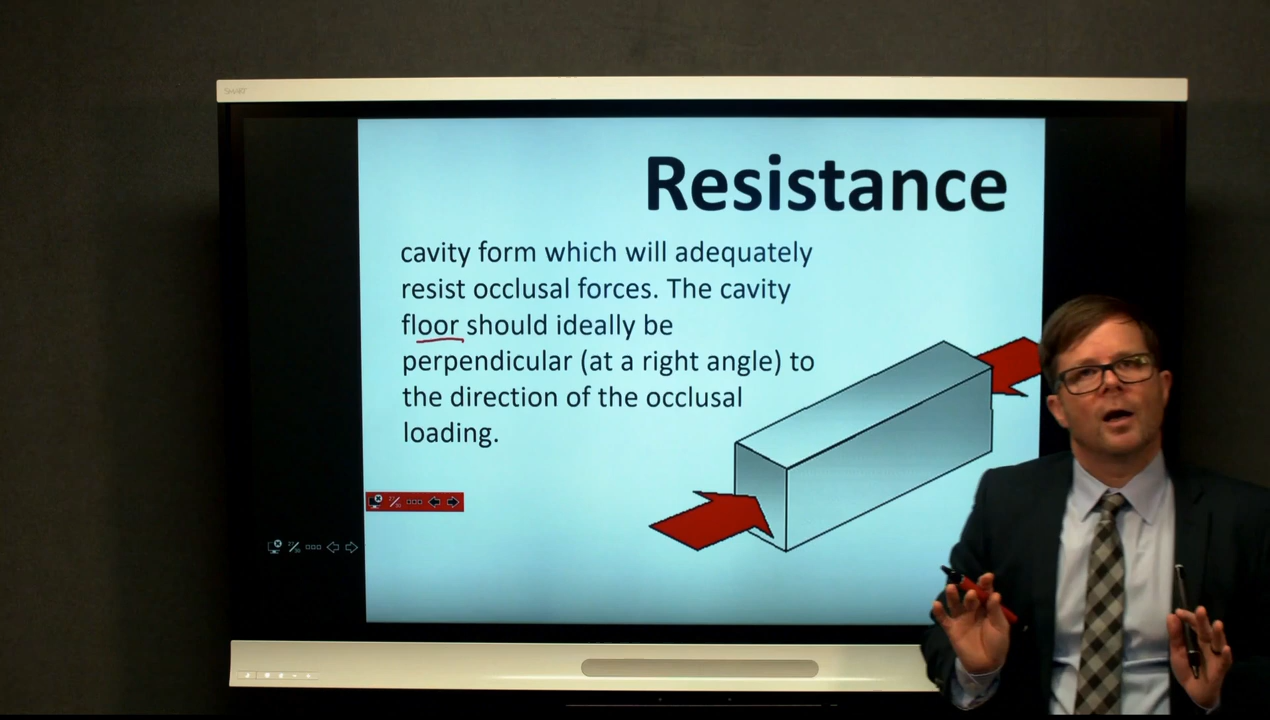 SMART
Resistance
cavity form which will adequately
resist occlusal forces. The cavity
floor should ideally be
perpendicular (at a right angle) to
the direction of the occlusal
loading.